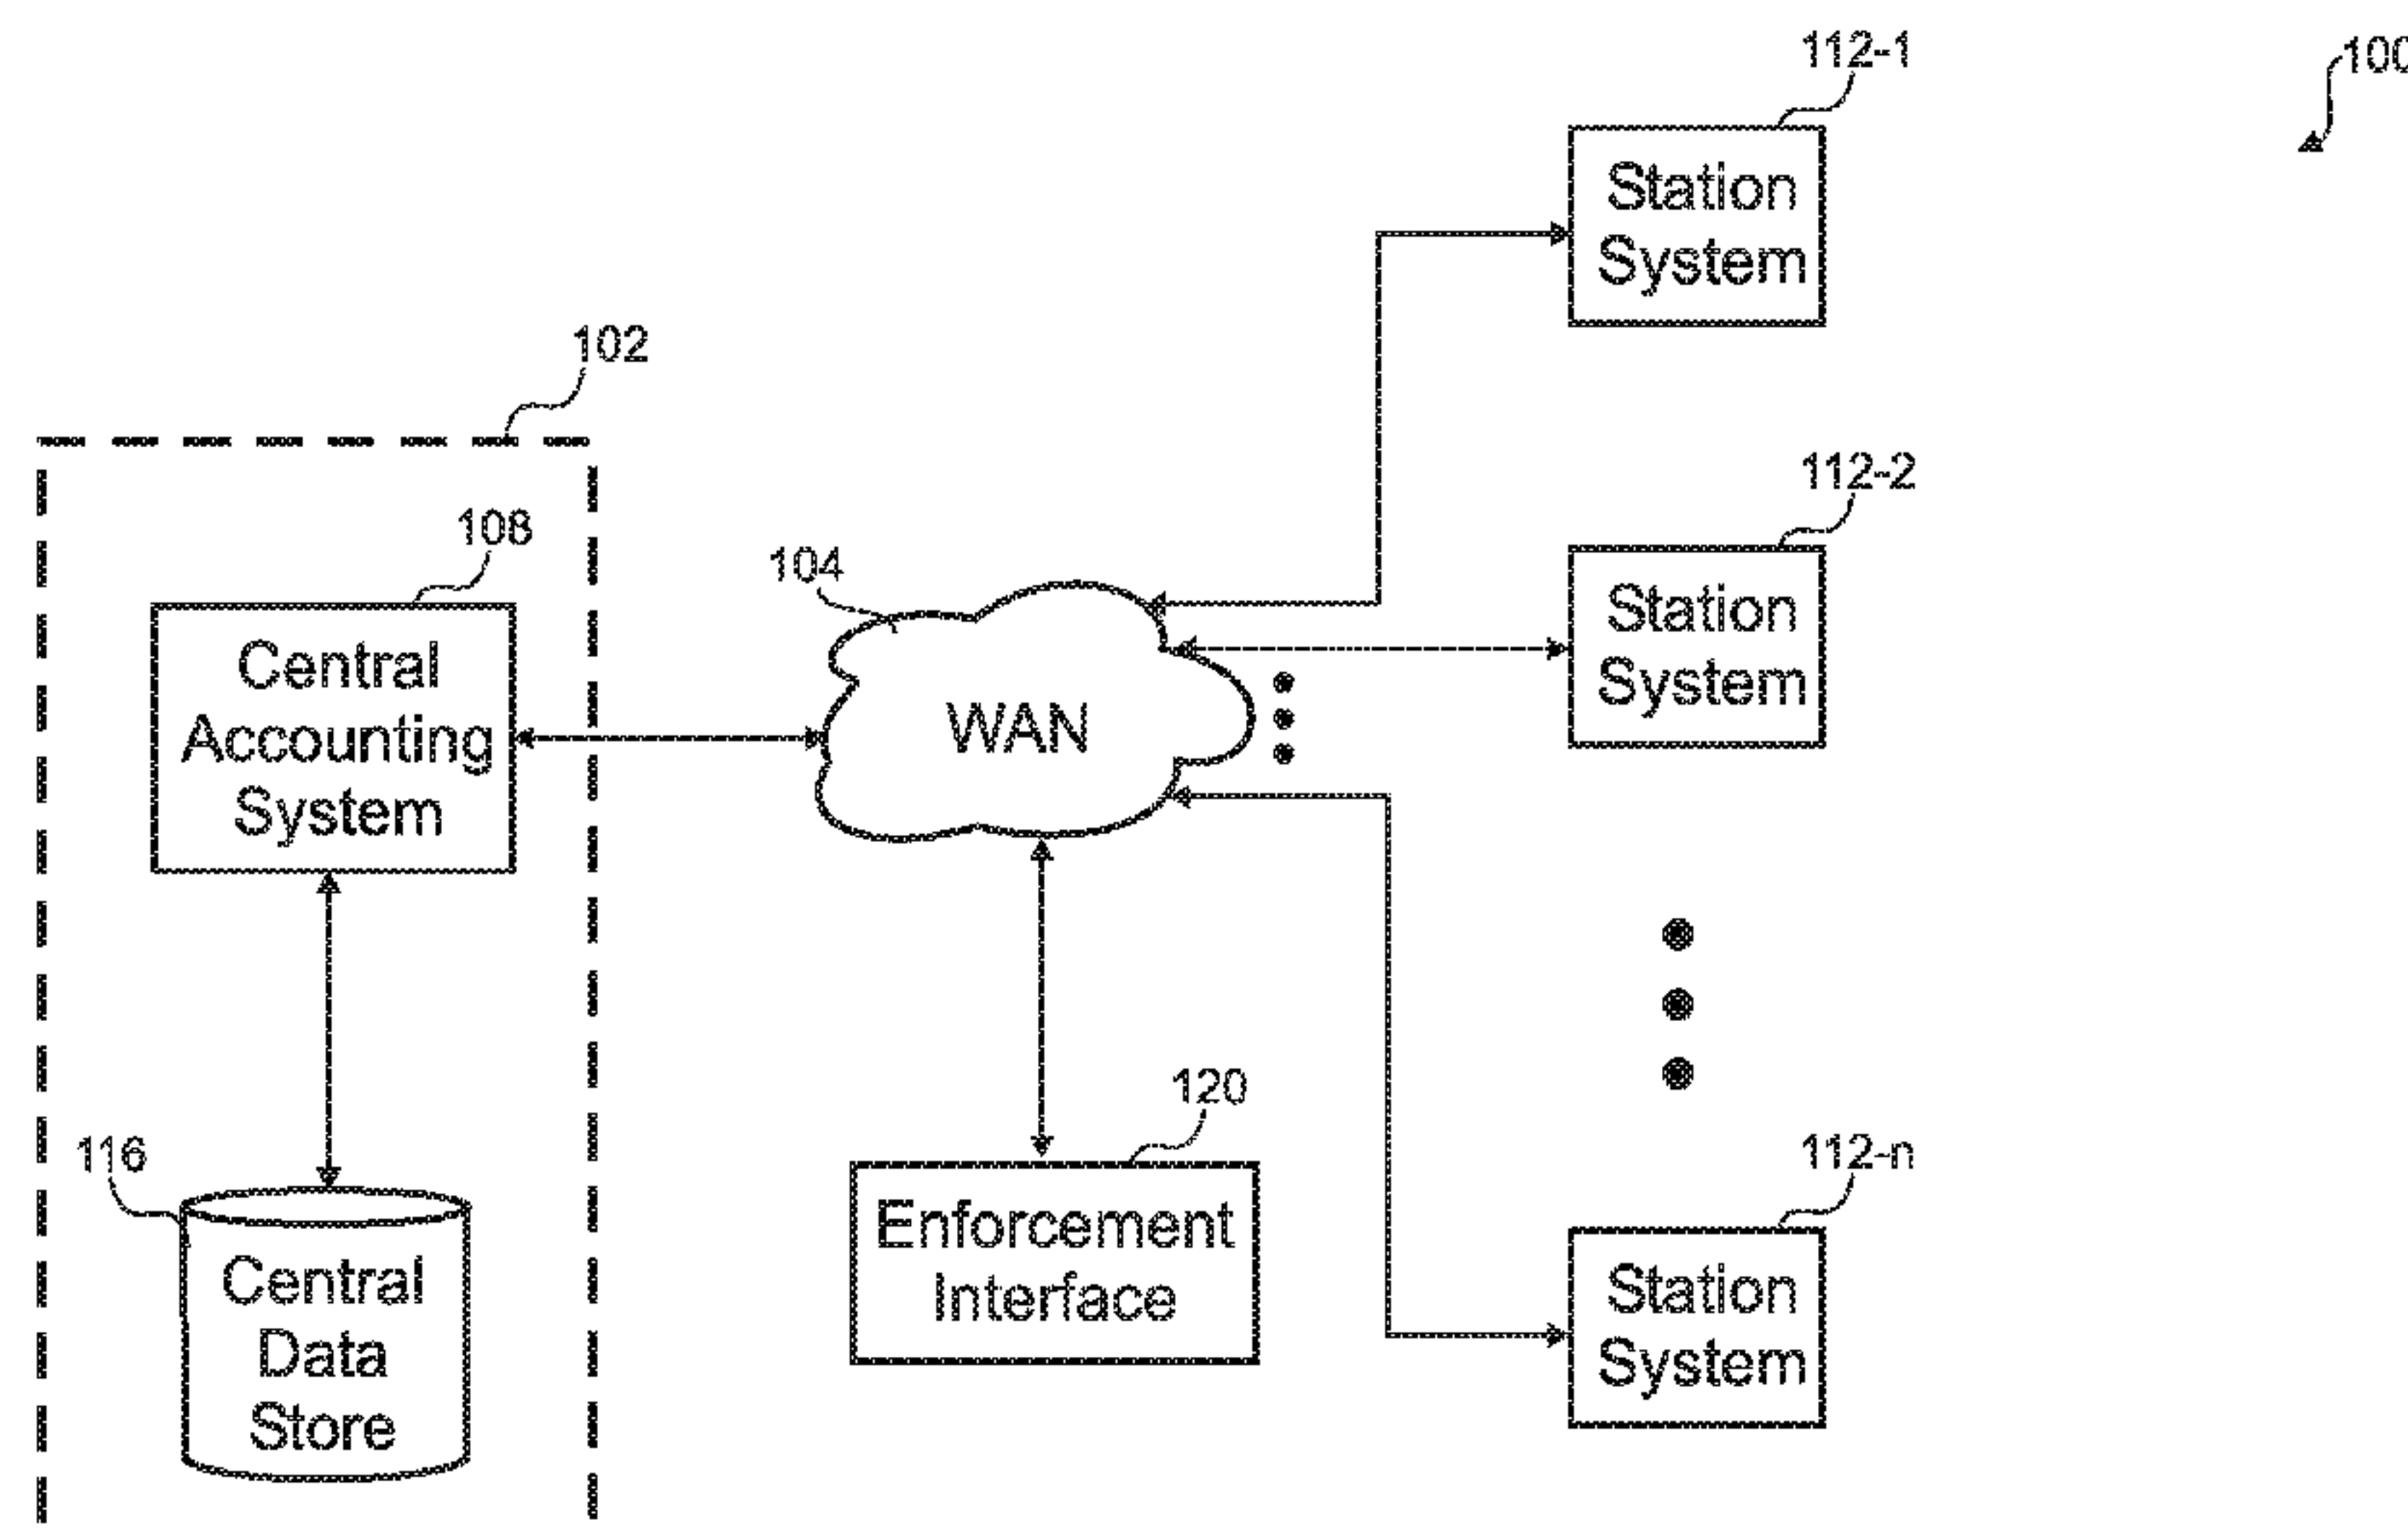 112-1
100
Station
System
102
112-2
108
104
Station
System
Central
Accounting
System
WAN
120
116
112-n
Enforcement
Interface
Station
System
Central
Data
Store